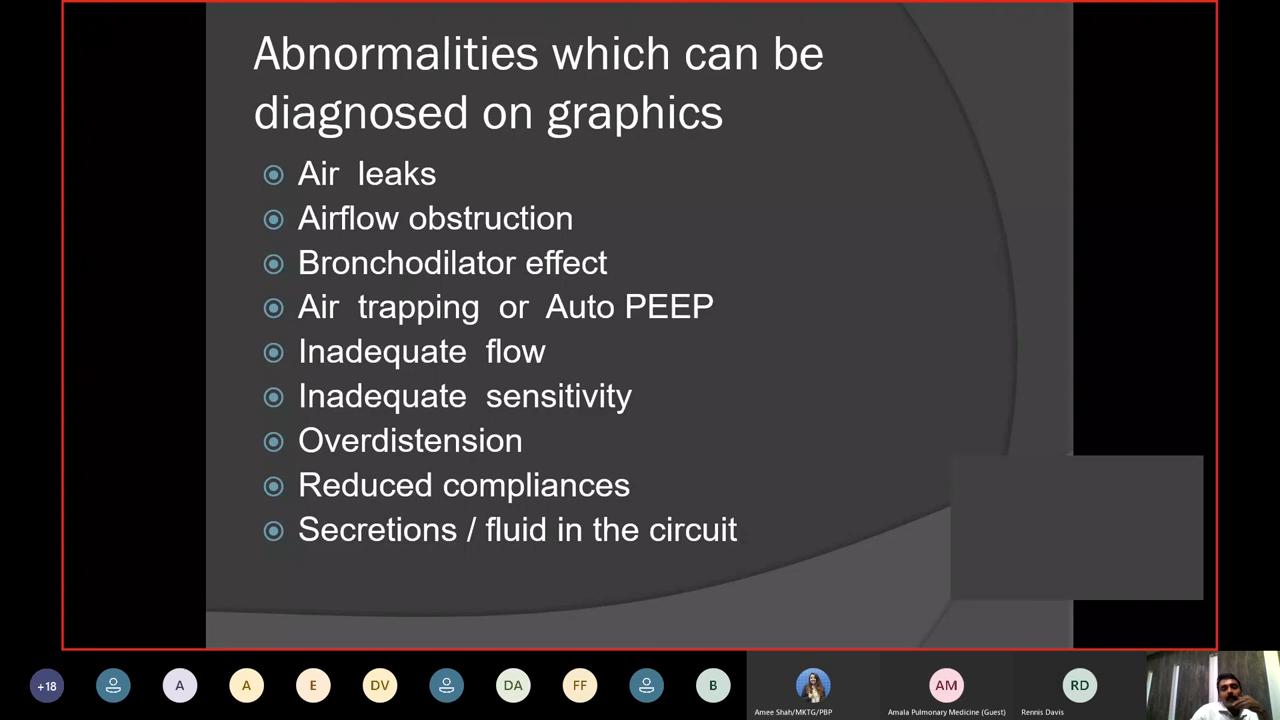 Abnormalities which can be
diagnosed on graphics
Air leaks
Airflow obstruction
Bronchodilator effect
Air trapping or Auto PEEP
Inadequate flow
Inadequate sensitivity
Overdistension
Reduced compliances
Secretions / fluid in the circuit
+18
A
A
E
DV
DA
FF
B
AM
RD
Amee Shah/MKTG/PBP
Amala Pulmonary Medicine (Guest)
Rennis Davis